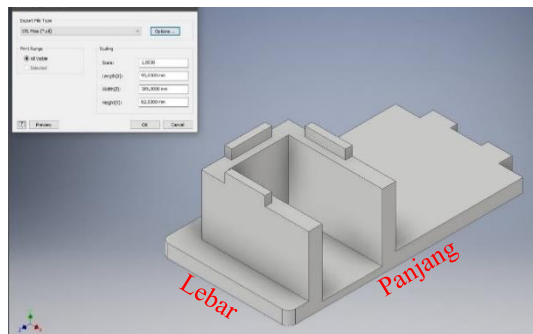 Export File Type
STL Files (*.stl)
Options...
Print Range
All Visible
Selected
Scaling
Scale:
1,0000
Length(X):
Width(Z):
Height(Y):
Preview
OK
Cancel
Lebar
Panjang